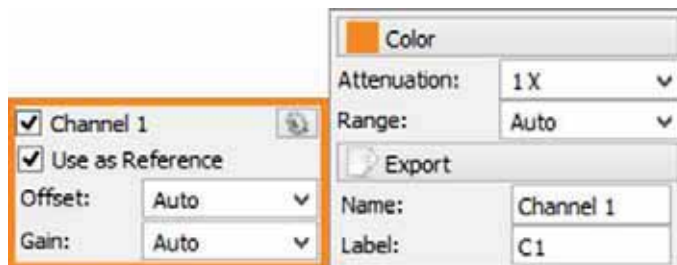 Channel 1
Use as Reference
Offset: Auto
Gain: Auto
Color
Attenuation: 1 X
Range: Auto
Export
Name: Channel 1
Label: C1